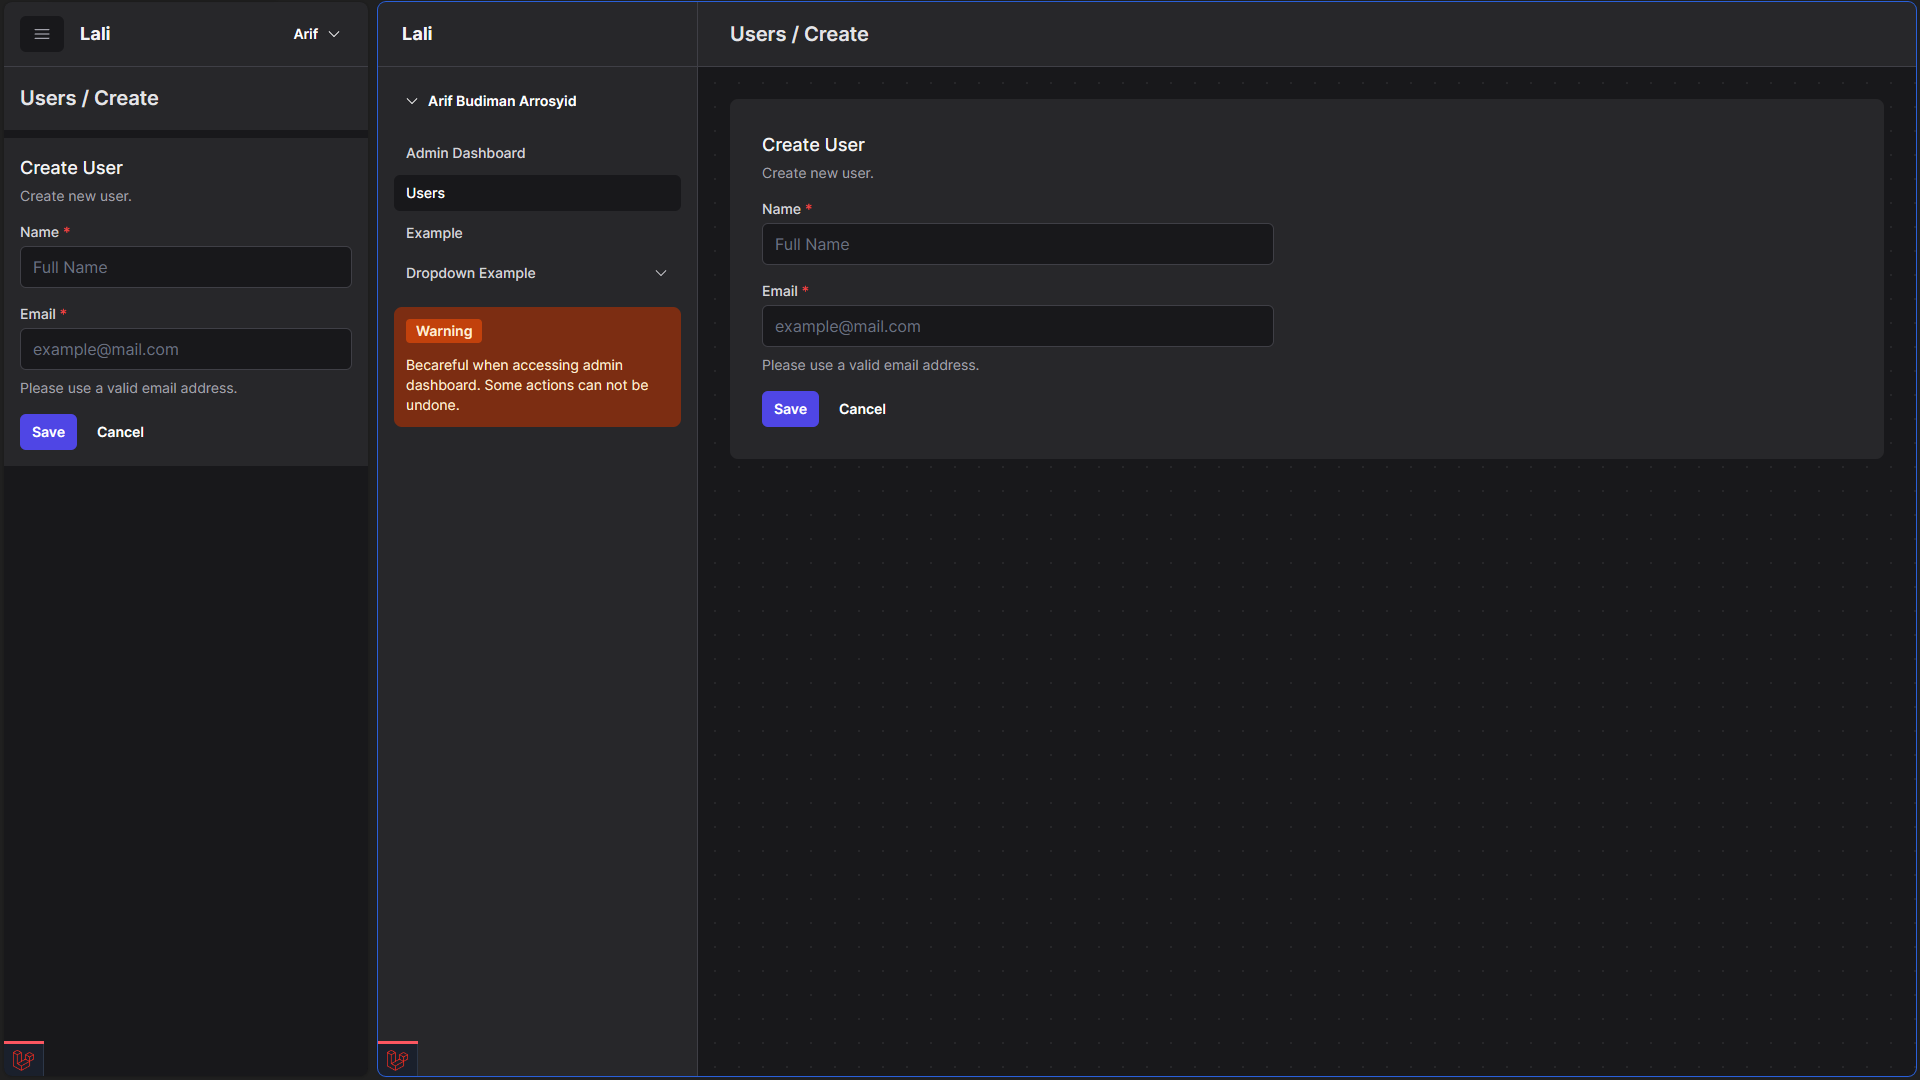 Lali
Arif
Users / Create
Create User
Create new user.
Name *
Full Name
Email *
example@mail.com
Please use a valid email address.
Save
Cancel
Lali
Arif Budiman Arrosyid
Admin Dashboard
Users
Example
Dropdown Example
Warning
Becareful when accessing admin
dashboard. Some actions can not be
undone.
Users / Create
Create User
Create new user.
Name *
Full Name
Email *
example@mail.com
Please use a valid email address.
Save
Cancel